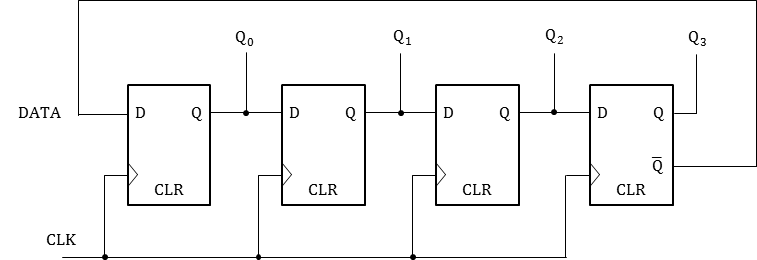 Q₀ Q₁ Q₂ Q₃
DATA D Q D Q D Q D Q
Q̅
CLR CLR CLR CLR
CLK